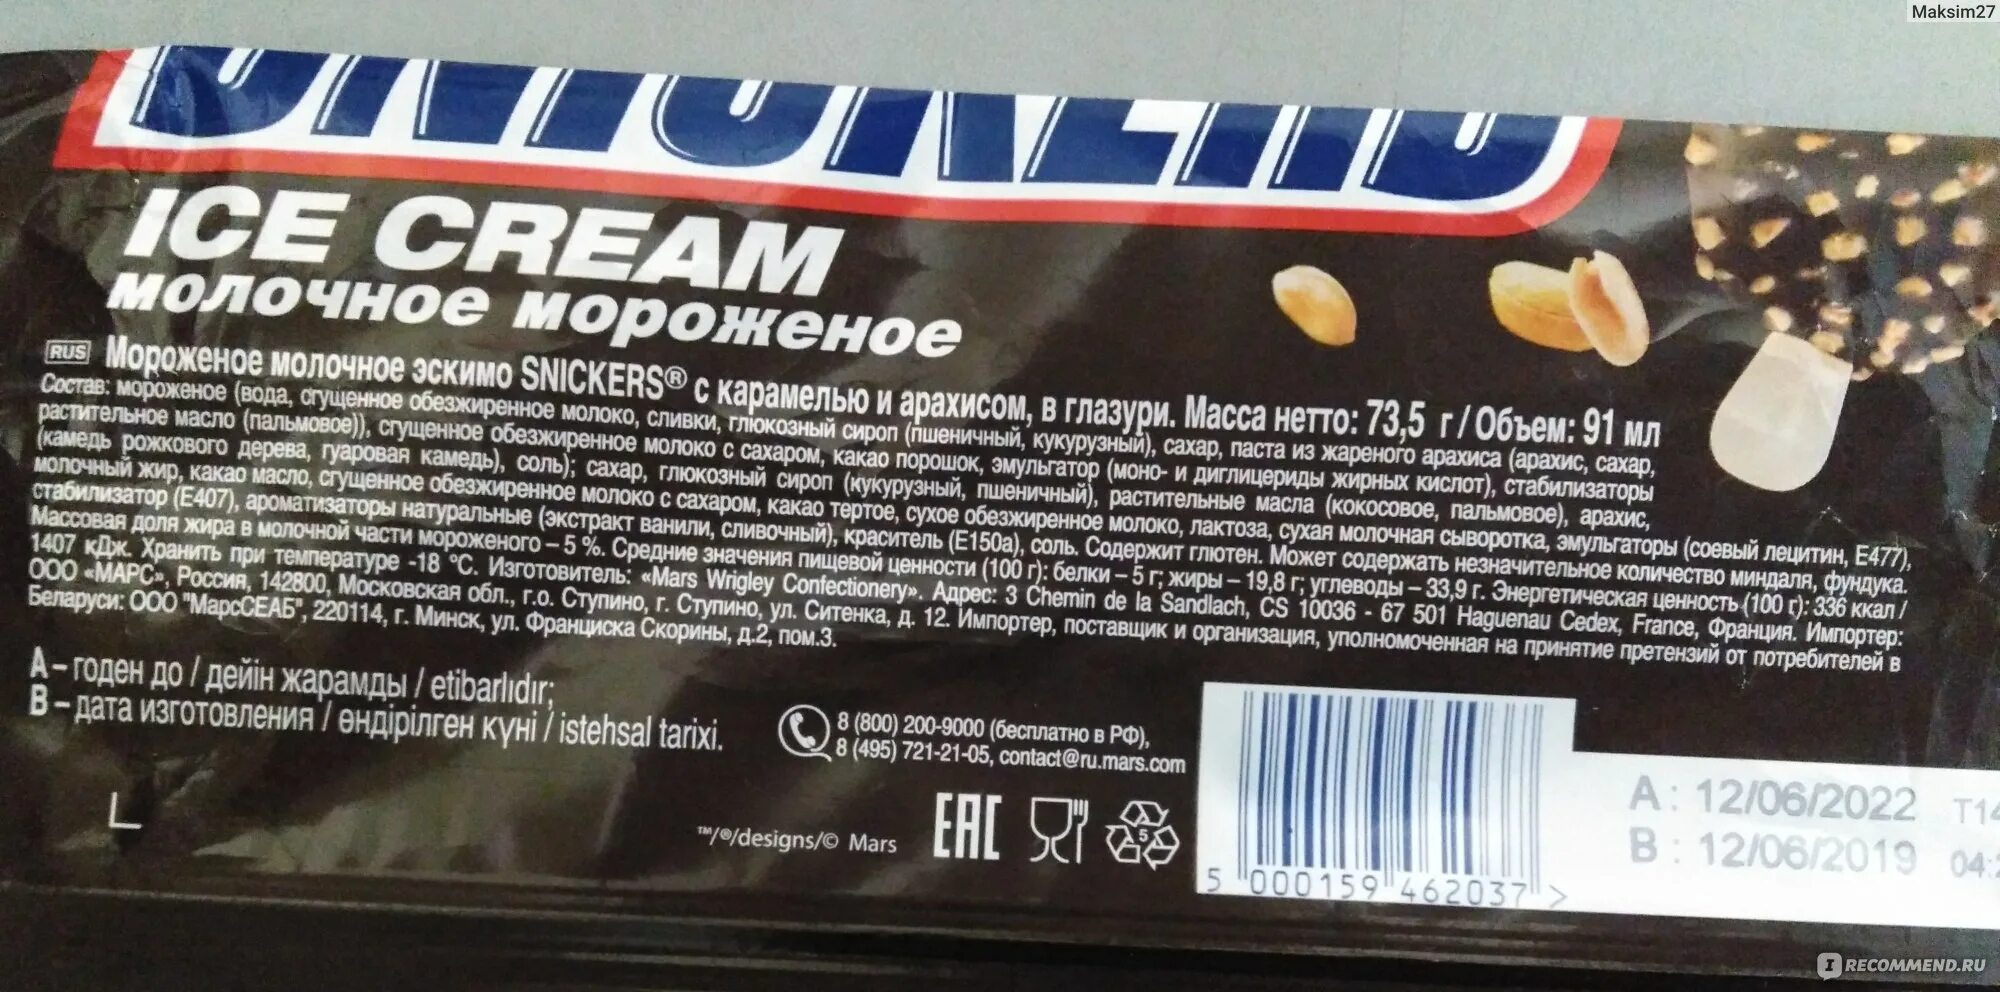 Maksim27
SNICKERS
ICE CREAM
молочное мороженое
RUS Мороженое молочное эскимо SNICKERS® с карамелью и арахисом, в глазури. Масса нетто: 73,5 г / Объем: 91 мл
Состав: мороженое (вода, сгущенное обезжиренное молоко, сливки, глюкозный сироп (пшеничный, кукурузный), сахар, паста из жареного арахиса (арахис, сахар,
растительное масло (пальмовое)), сгущенное обезжиренное молоко с сахаром, какао порошок, эмульгатор (моно- и диглицериды жирных кислот), стабилизаторы
(камедь рожкового дерева, гуаровая камедь), соль); сахар, глюкозный сироп (кукурузный, пшеничный), растительные масла (кокосовое, пальмовое), арахис,
молочный жир, какао масло, сгущенное обезжиренное молоко с сахаром, какао тертое, сухое обезжиренное молоко, лактоза, сухая молочная сыворотка, эмульгаторы (соевый лецитин, Е477),
стабилизатор (Е407), ароматизаторы натуральные (экстракт ванили, сливочный), краситель (Е150а), соль. Содержит глютен. Может содержать незначительное количество миндаля, фундука.
Массовая доля жира в молочной части мороженого – 5 %. Средние значения пищевой ценности (100 г): белки – 5 г; жиры – 19,8 г; углеводы – 33,9 г. Энергетическая ценность (100 г): 336 ккал /
1407 кДж. Хранить при температуре -18 °С. Изготовитель: «Mars Wrigley Confectionery». Адрес: 3 Chemin de la Sandlach, CS 10036 - 67 501 Haguenau Cedex, France, Франция. Импортер:
ООО «МАРС», Россия, 142800, Московская обл., г.о. Ступино, г. Ступино, ул. Ситенка, д. 12. Импортер, поставщик и организация, уполномоченная на принятие претензий от потребителей в
Беларуси: ООО "МарсСЕАБ", 220114, г. Минск, ул. Франциска Скорины, д.2, пом.3.
А – годен до / дейін жарамды / etibarlıdır;
В – дата изготовления / өндірілген күні / istehsal tarixi.
8 (800) 200-9000 (бесплатно в РФ),
8 (495) 721-21-05, contact@ru.mars.com
™/®/designs/© Mars
EAC
5
5 000159 462037 >
A : 12/06/2022 T14
B : 12/06/2019 04:2
IRECOMMEND.RU